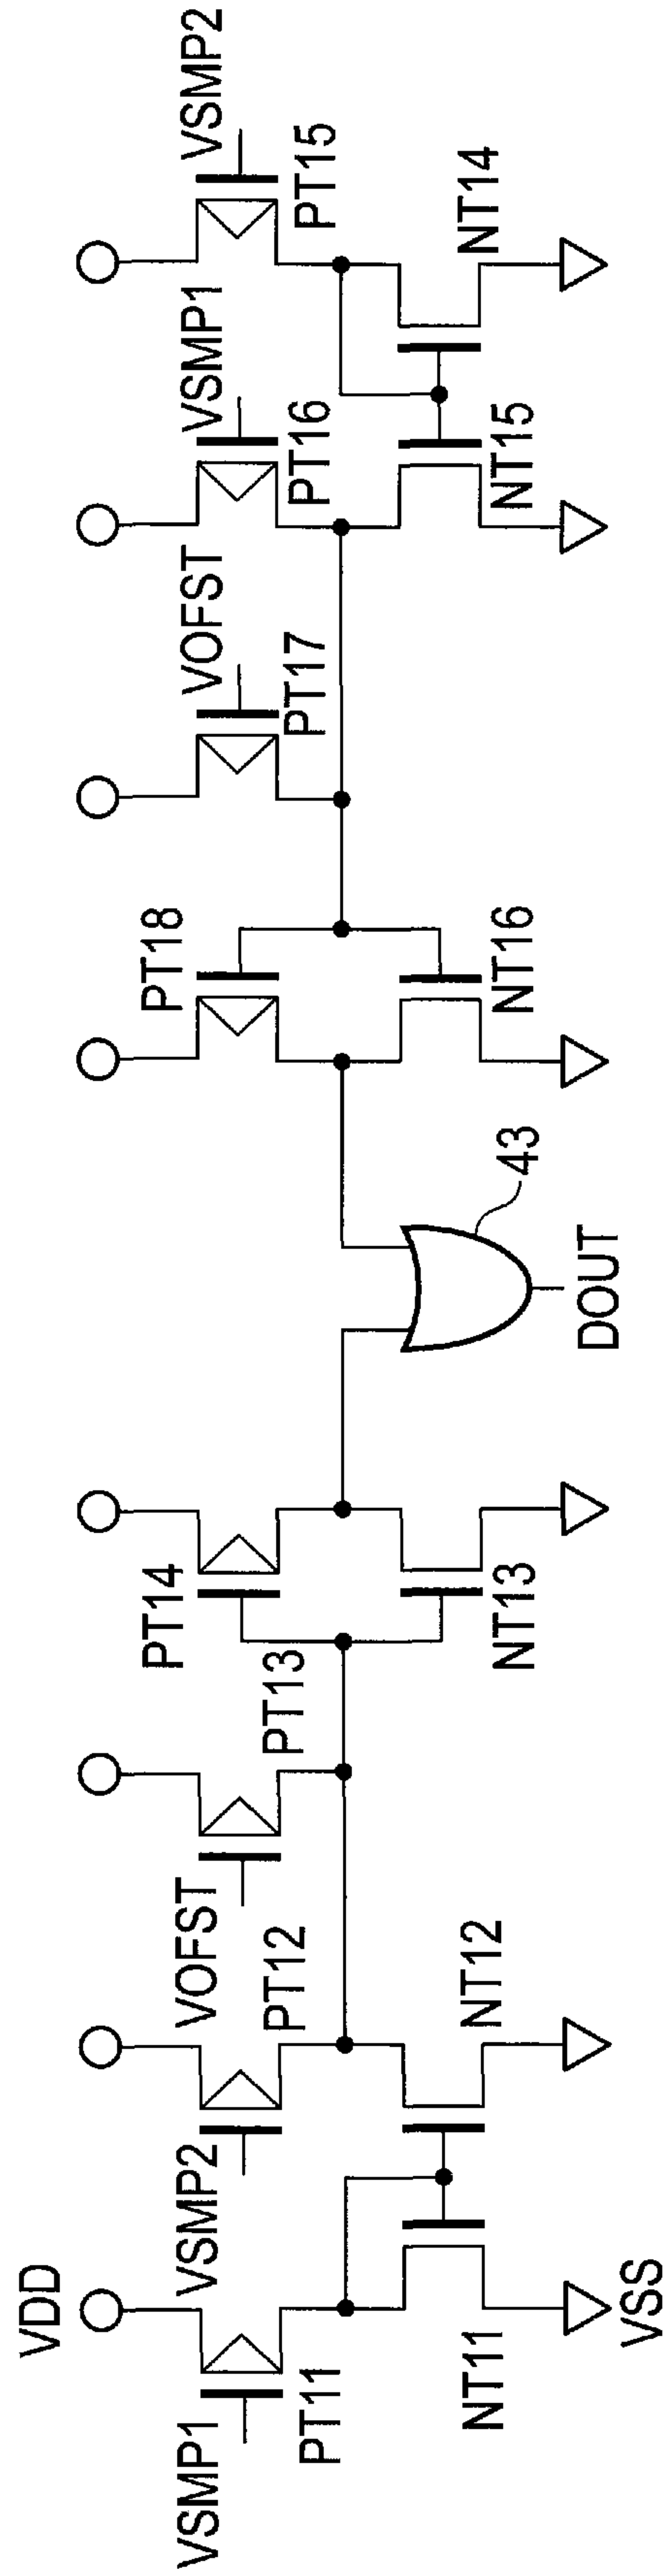 VDD
VSMP1
PT11
NT11
VSS
VSMP2
PT12
NT12
VOFST
PT13
PT14
NT13
43
DOUT
PT18
NT16
VOFST
PT17
VSMP1
PT16
NT15
VSMP2
PT15
NT14